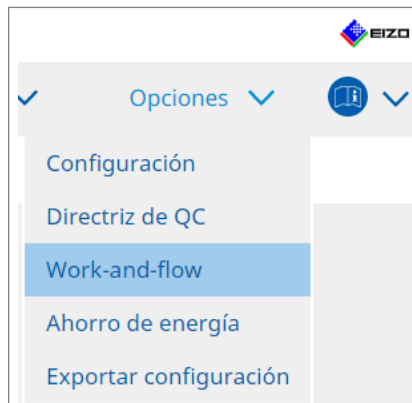 EIZO
Opciones
Configuración
Directriz de QC
Work-and-flow
Ahorro de energía
Exportar configuración